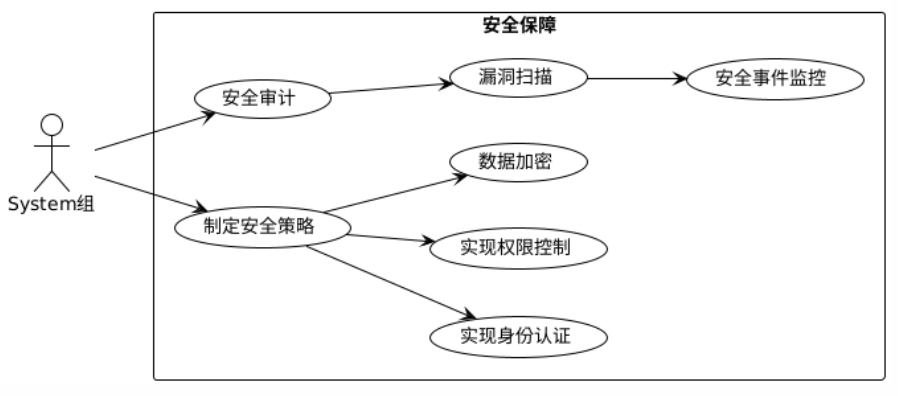 安全保障
漏洞扫描
安全事件监控
安全审计
数据加密
System组
制定安全策略
实现权限控制
实现身份认证